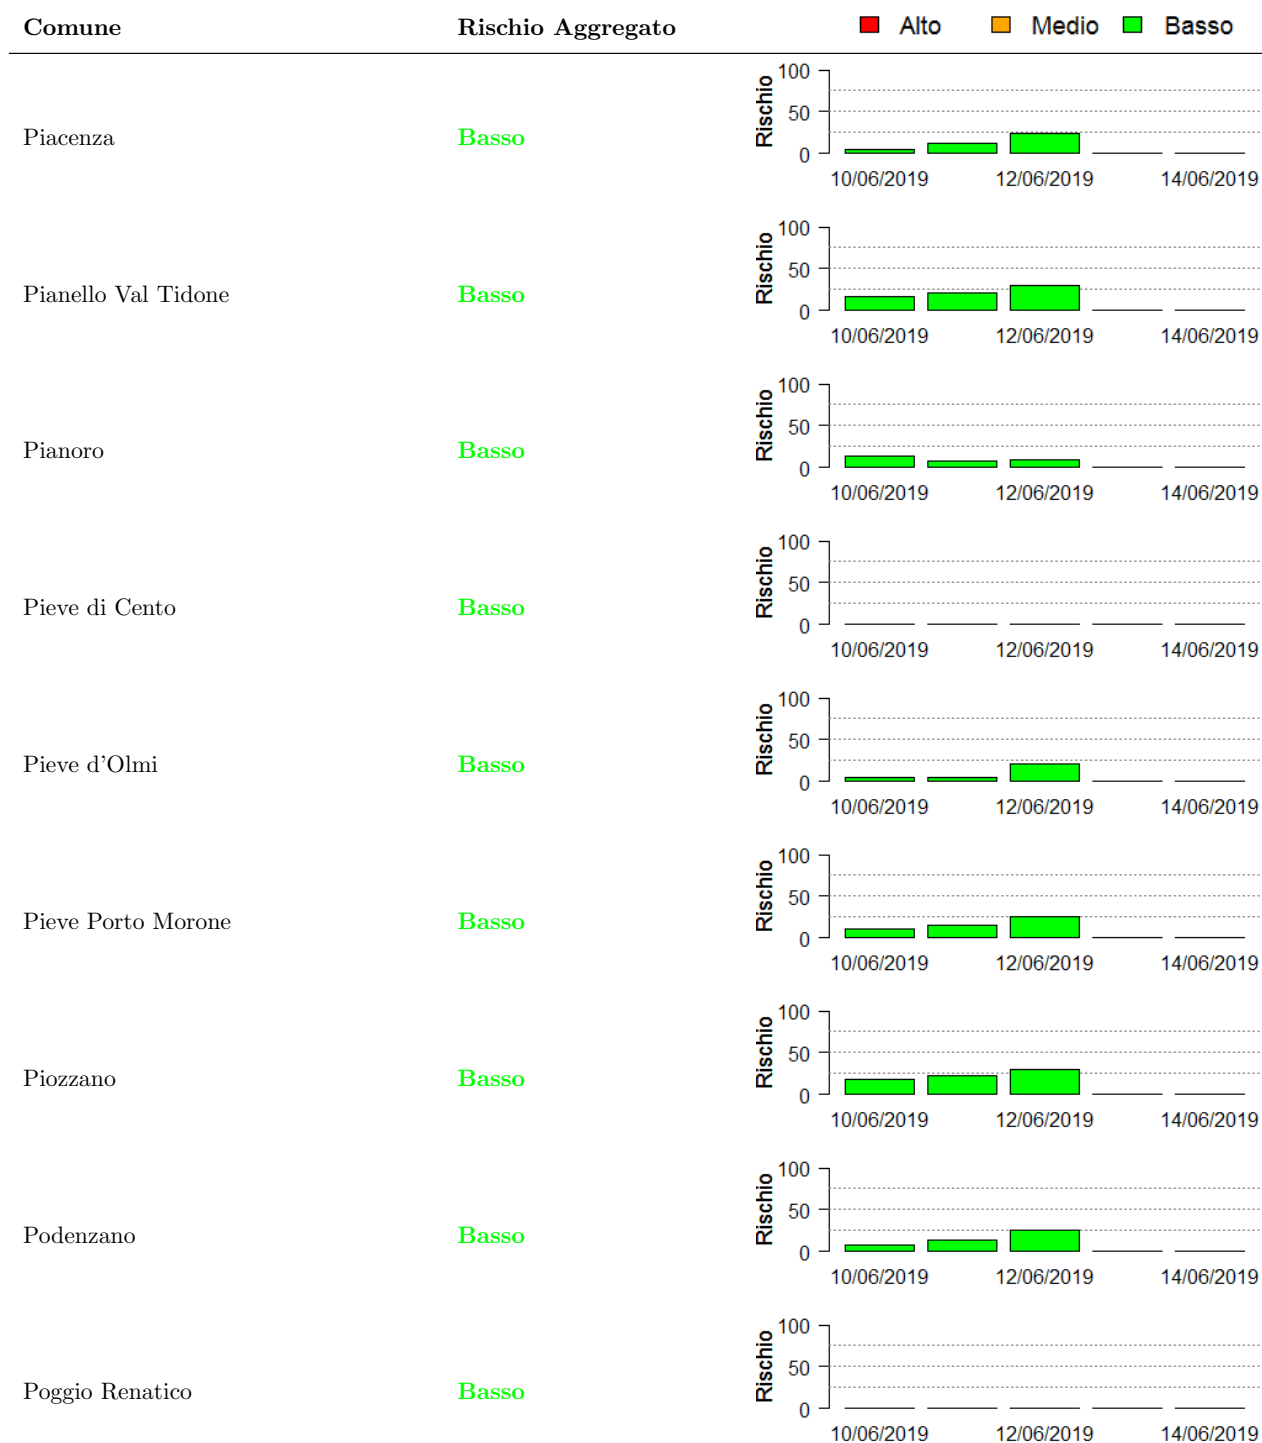 Comune Rischio Aggregato Alto Medio Basso
Piacenza Basso
Rischio
100
50
0
10/06/2019 12/06/2019 14/06/2019
Pianello Val Tidone Basso
Rischio
100
50
0
10/06/2019 12/06/2019 14/06/2019
Pianoro Basso
Rischio
100
50
0
10/06/2019 12/06/2019 14/06/2019
Pieve di Cento Basso
Rischio
100
50
0
10/06/2019 12/06/2019 14/06/2019
Pieve d'Olmi Basso
Rischio
100
50
0
10/06/2019 12/06/2019 14/06/2019
Pieve Porto Morone Basso
Rischio
100
50
0
10/06/2019 12/06/2019 14/06/2019
Piozzano Basso
Rischio
100
50
0
10/06/2019 12/06/2019 14/06/2019
Podenzano Basso
Rischio
100
50
0
10/06/2019 12/06/2019 14/06/2019
Poggio Renatico Basso
Rischio
100
50
0
10/06/2019 12/06/2019 14/06/2019